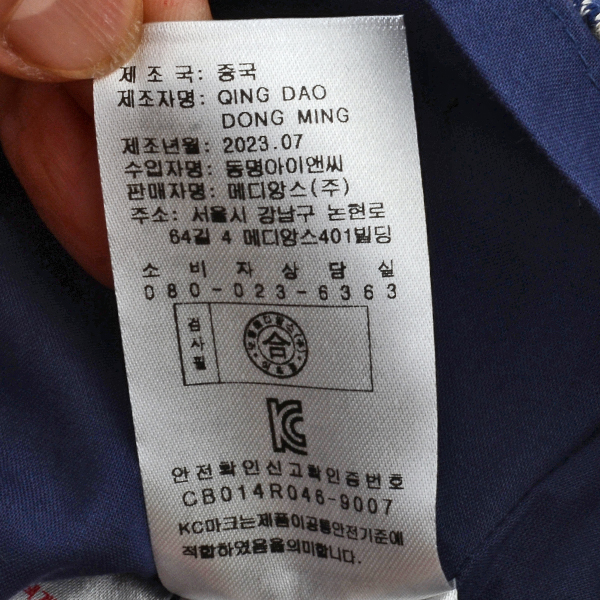 제 조 국: 중국
제조자명: QING DAO
DONG MING
제조년월: 2023.07
수입자명: 동명아이앤씨
판매자명: 메디앙스(주)
주소: 서울시 강남구 논현로
64길 4 메디앙스401빌딩
소 비 자 상 담 실
080-023-6363
검사필
合
KC
안전확인신고확인증번호
CB014R046-9007
KC마크는 제품이 공통안전기준에
적합하였음을 의미합니다.